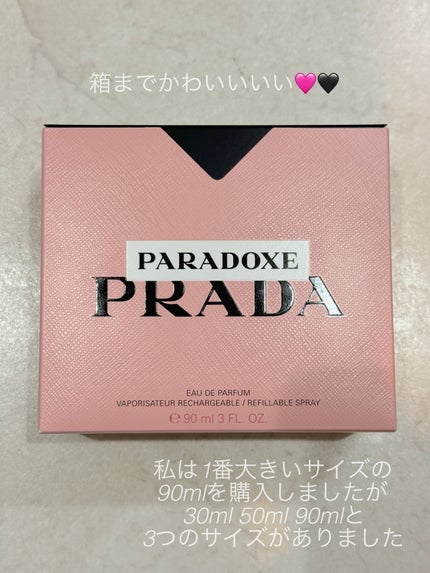 箱までかわいいいい🩷🖤
PARADOXE
PRADA
EAU DE PARFUM
VAPORISATEUR RECHARGEABLE / REFILLABLE SPRAY
℮ 90 ml 3 FL. OZ.
私は1番大きいサイズの
90mlを購入しましたが
30ml 50ml 90mlと
3つのサイズがありました